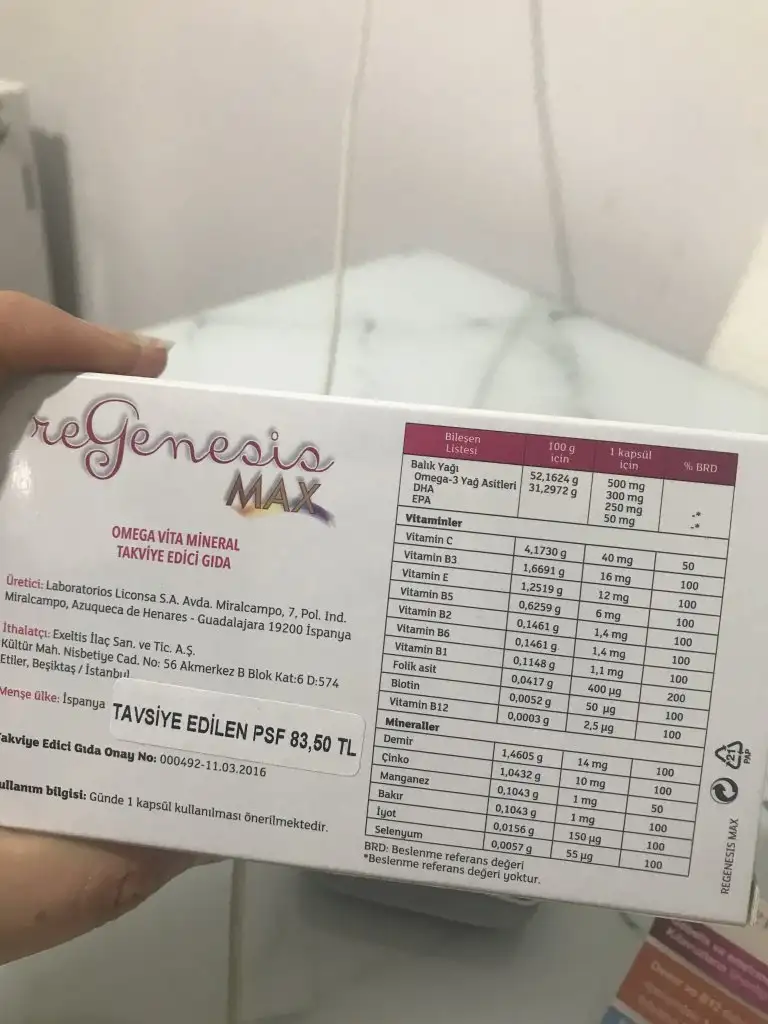 reGenesis
MAX
OMEGA VİTA MİNERAL
TAKVİYE EDİCİ GIDA
Üretici: Laboratorios Liconsa S.A. Avda. Miralcampo, 7, Pol. Ind.
Miralcampo, Azuqueca de Henares - Guadalajara 19200 İspanya
İthalatçı: Exeltis İlaç San. ve Tic. A.Ş.
Kültür Mah. Nisbetiye Cad. No: 56 Akmerkez B Blok Kat:6 D:574
Etiler, Beşiktaş / İstanbul
Menşe ülke: İspanya
TAVSİYE EDİLEN PSF 83,50 TL
Takviye Edici Gıda Onay No: 000492-11.03.2016
Kullanım bilgisi: Günde 1 kapsül kullanılması önerilmektedir.
Bileşen Listesi 100 g için 1 kapsül için % BRD
Balık Yağı 52,1624 g 500 mg
Omega-3 Yağ Asitleri 31,2972 g 300 mg
DHA 250 mg -*
EPA 50 mg -*
Vitaminler
Vitamin C 4,1730 g 40 mg 50
Vitamin B3 1,6691 g 16 mg 100
Vitamin E 1,2519 g 12 mg 100
Vitamin B5 0,6259 g 6 mg 100
Vitamin B2 0,1461 g 1,4 mg 100
Vitamin B6 0,1461 g 1,4 mg 100
Vitamin B1 0,1148 g 1,1 mg 100
Folik asit 0,0417 g 400 µg 200
Biotin 0,0052 g 50 µg 100
Vitamin B12 0,0003 g 2,5 µg 100
Mineraller
Demir 1,4605 g 14 mg 100
Çinko 1,0432 g 10 mg 100
Manganez 0,1043 g 1 mg 50
Bakır 0,1043 g 1 mg 100
İyot 0,0156 g 150 µg 100
Selenyum 0,0057 g 55 µg 100
BRD: Beslenme referans değeri
*Beslenme referans değeri yoktur.
21
PAP
REGENESIS MAX